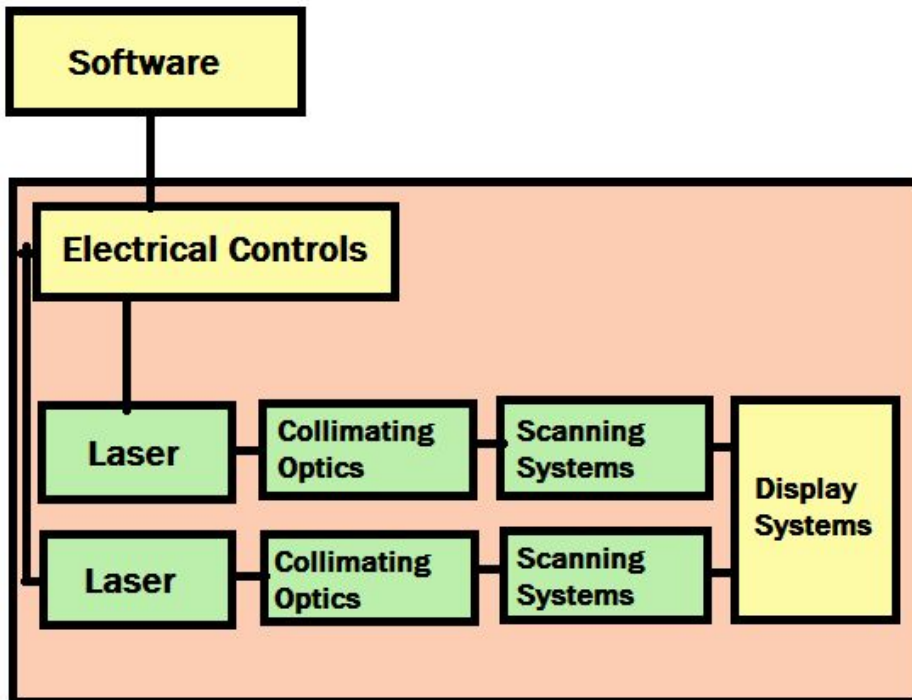 Software
Electrical Controls
Laser
Collimating
Optics
Scanning
Systems
Display
Systems
Laser
Collimating
Optics
Scanning
Systems